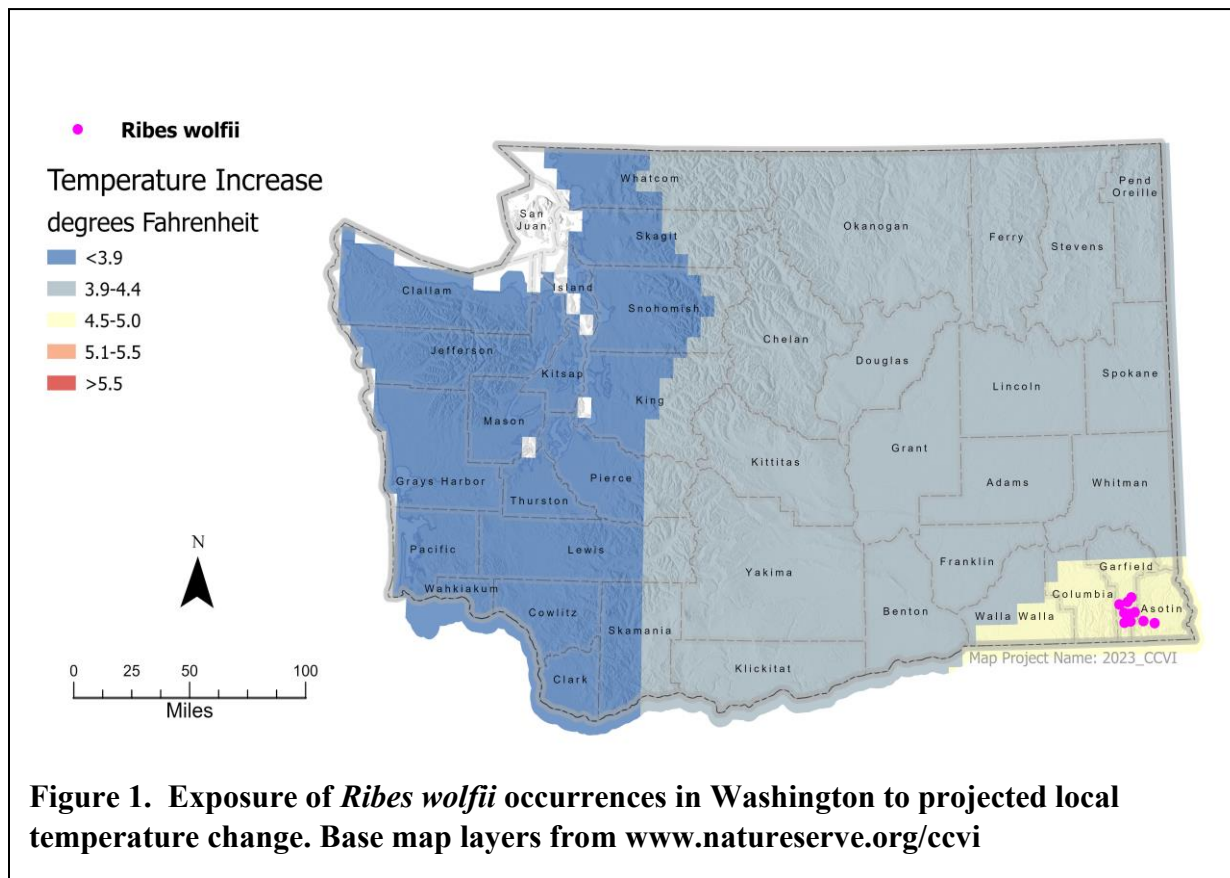 Ribes wolfii
Temperature Increase
degrees Fahrenheit
<3.9
3.9-4.4
4.5-5.0
5.1-5.5
>5.5
N
0 25 50 100
Miles
Whatcom
San
Juan
Skagit
Okanogan
Ferry
Stevens
Pend
Oreille
Clallam
Island
Snohomish
Chelan
Jefferson
Kitsap
Douglas
King
Lincoln
Spokane
Mason
Grant
Kittitas
Grays Harbor
Pierce
Thurston
Adams
Whitman
Pacific
Lewis
Yakima
Franklin
Garfield
Wahkiakum
Cowlitz
Skamania
Benton
Walla Walla
Columbia
Asotin
Clark
Klickitat
Map Project Name: 2023_CCVI
Figure 1. Exposure of Ribes wolfii occurrences in Washington to projected local
temperature change. Base map layers from www.natureserve.org/ccvi